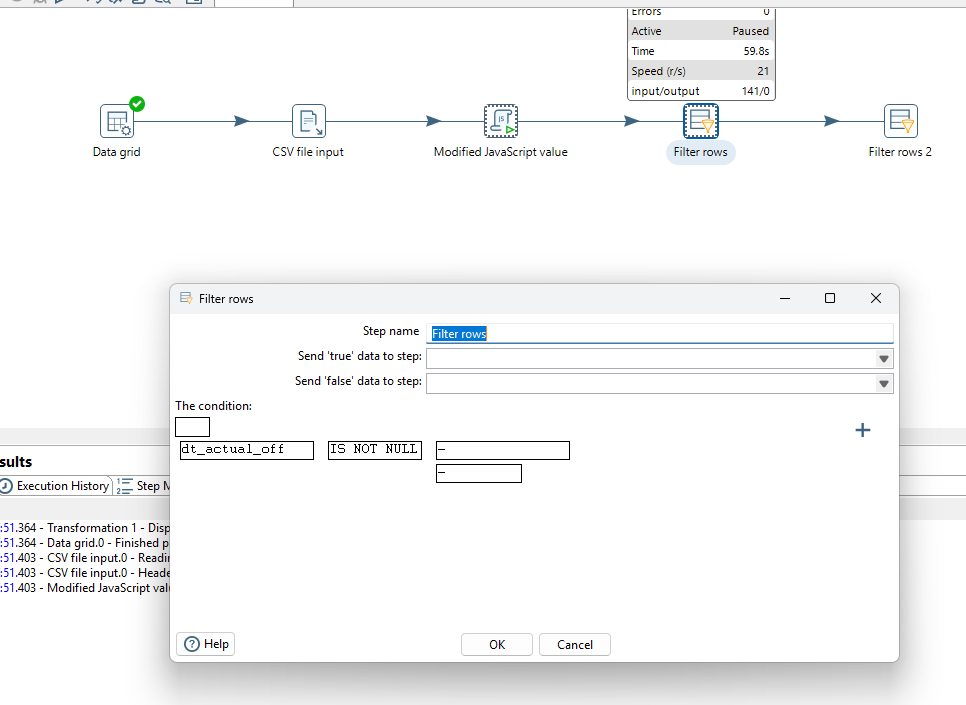 Errors 0
Active Paused
Time 59.8s
Speed (r/s) 21
input/output 141/0
Data grid
CSV file input
Modified JavaScript value
Filter rows
Filter rows 2
Filter rows
Step name Filter rows
Send 'true' data to step:
Send 'false' data to step:
The condition:
dt_actual_off IS NOT NULL –
–
sults
Execution History Step M
:51.364 - Transformation 1 - Disp
:51.364 - Data grid.0 - Finished p
:51.403 - CSV file input.0 - Readin
:51.403 - CSV file input.0 - Heade
:51.403 - Modified JavaScript valu
Help OK Cancel